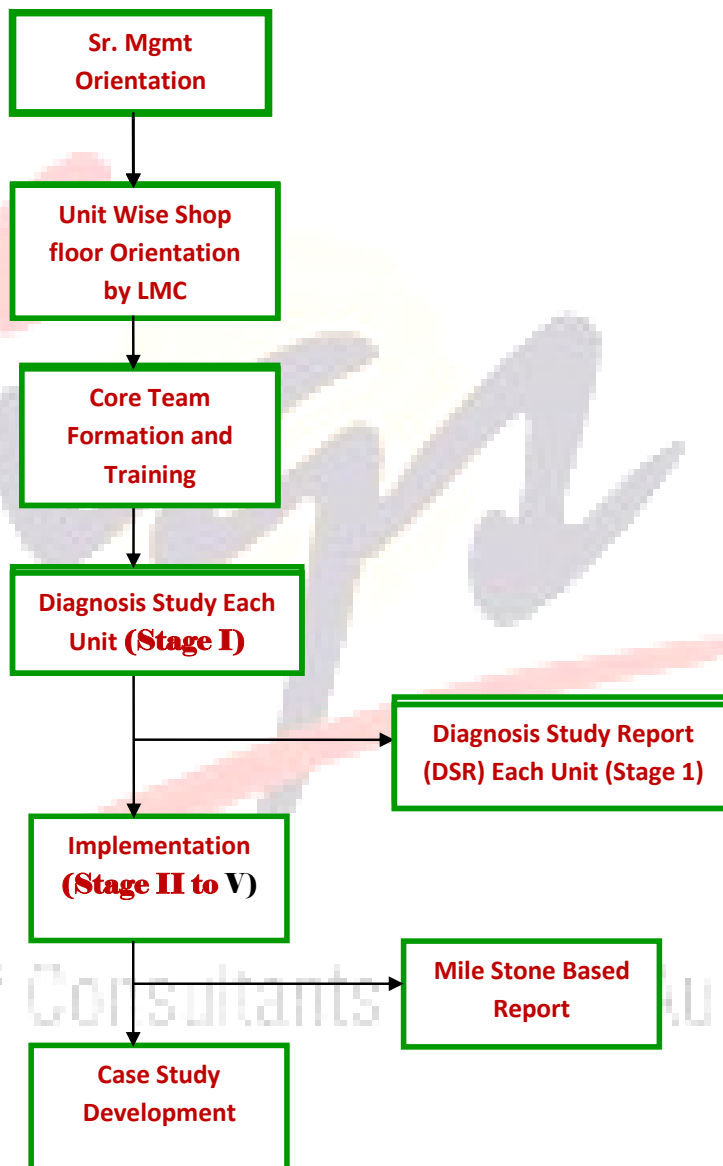 Sr. Mgmt
Orientation
Unit Wise Shop
floor Orientation
by LMC
Core Team
Formation and
Training
Diagnosis Study Each
Unit (Stage I)
Diagnosis Study Report
(DSR) Each Unit (Stage 1)
Implementation
(Stage II to V)
Mile Stone Based
Report
Consultants
Case Study
Development